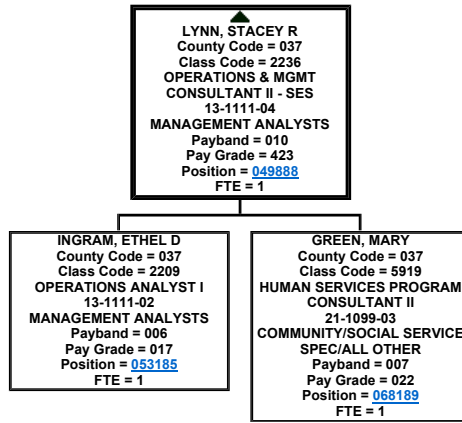 LYNN, STACEY R
County Code = 037
Class Code = 2236
OPERATIONS & MGMT
CONSULTANT II - SES
13-1111-04
MANAGEMENT ANALYSTS
Payband = 010
Pay Grade = 423
Position = 049888
FTE = 1
INGRAM, ETHEL D
County Code = 037
Class Code = 2209
OPERATIONS ANALYST I
13-1111-02
MANAGEMENT ANALYSTS
Payband = 006
Pay Grade = 017
Position = 053185
FTE = 1
GREEN, MARY
County Code = 037
Class Code = 5919
HUMAN SERVICES PROGRAM
CONSULTANT II
21-1099-03
COMMUNITY/SOCIAL SERVICE
SPEC/ALL OTHER
Payband = 007
Pay Grade = 022
Position = 068189
FTE = 1